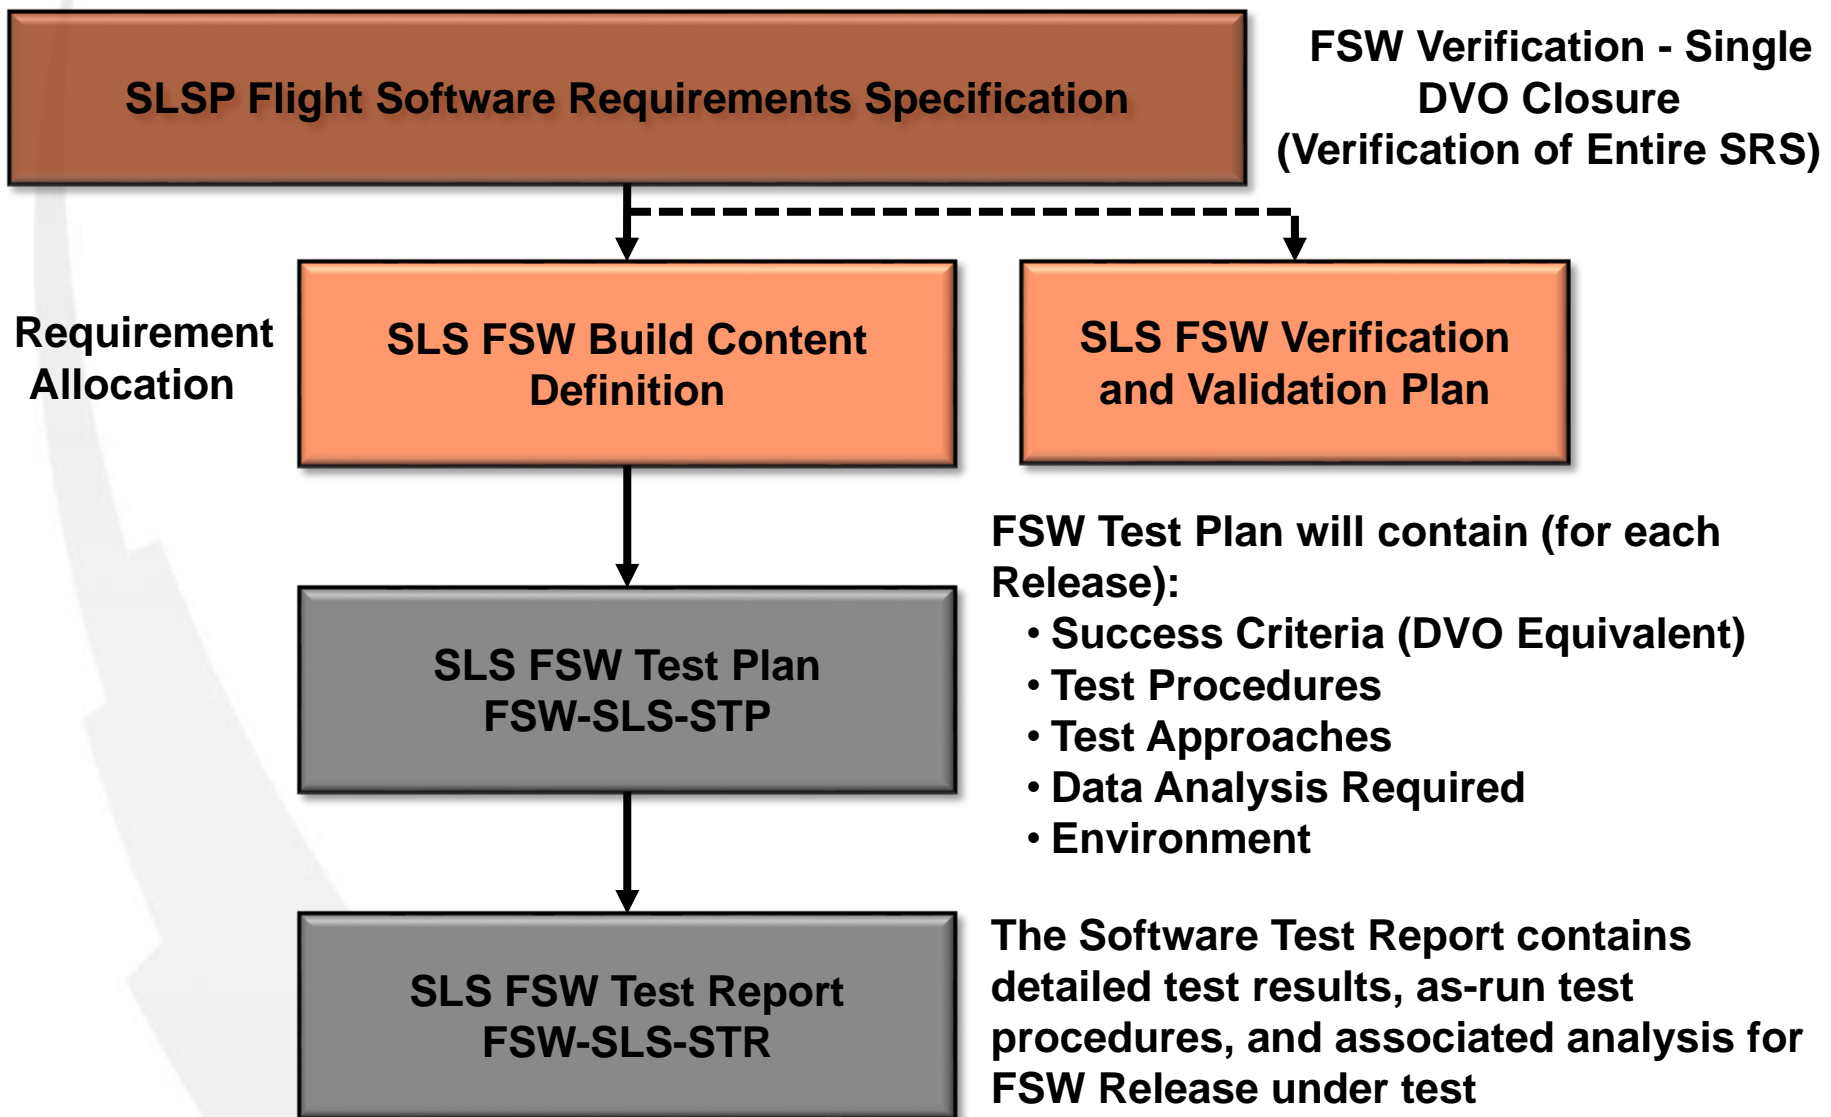 SLSP Flight Software Requirements Specification
FSW Verification - Single
DVO Closure
(Verification of Entire SRS)
Requirement
Allocation
SLS FSW Build Content
Definition
SLS FSW Verification
and Validation Plan
SLS FSW Test Plan
FSW-SLS-STP
FSW Test Plan will contain (for each
Release):
• Success Criteria (DVO Equivalent)
• Test Procedures
• Test Approaches
• Data Analysis Required
• Environment
SLS FSW Test Report
FSW-SLS-STR
The Software Test Report contains
detailed test results, as-run test
procedures, and associated analysis for
FSW Release under test